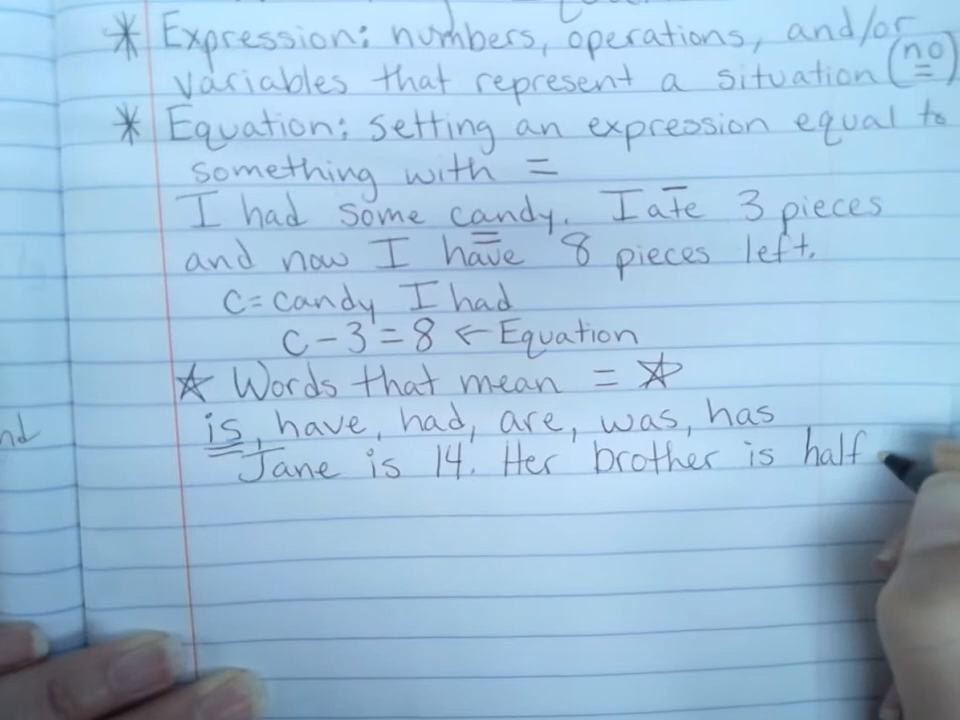 * Expression: numbers, operations, and/or
variables that represent a situation (no =)
* Equation: setting an expression equal to
something with =
I had some candy. I ate 3 pieces
and now I have 8 pieces left.
c = candy I had
c - 3 = 8 ← Equation
☆ Words that mean = ☆
is, have, had, are, was, has
Jane is 14. Her brother is half
nd